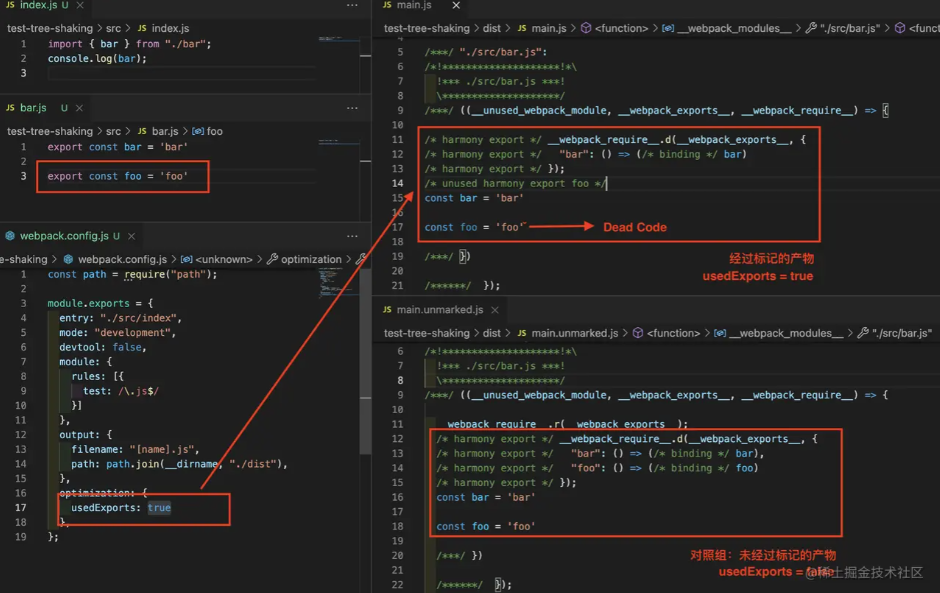 JS index.js U ×
test-tree-shaking > src > JS index.js
1 import { bar } from "./bar";
2 console.log(bar);
3
JS bar.js U ×
test-tree-shaking > src > JS bar.js > foo
1 export const bar = 'bar'
2
3 export const foo = 'foo'
webpack.config.js U ×
e-shaking > webpack.config.js > <unknown> > optimization >
1 const path = require("path");
2
3 module.exports = {
4 entry: "./src/index",
5 mode: "development",
6 devtool: false,
7 module: {
8 rules: [{
9 test: /\.js$/
10 }]
11 },
12 output: {
13 filename: "[name].js",
14 path: path.join(__dirname, "./dist"),
15 },
16 optimization: {
17 usedExports: true
18 },
19 };
JS main.js ×
test-tree-shaking > dist > JS main.js > <function> > __webpack_modules__ > "./src/bar.js" > <funct
5 /***/ "./src/bar.js":
6 /*!********************!*\
7 !*** ./src/bar.js ***!
8 \********************/
9 /***/ ((__unused_webpack_module, __webpack_exports__, __webpack_require__) => {
10
11 /* harmony export */ __webpack_require__.d(__webpack_exports__, {
12 /* harmony export */ "bar": () => (/* binding */ bar)
13 /* harmony export */ });
14 /* unused harmony export foo */
15 const bar = 'bar'
16
17 const foo = 'foo' Dead Code
18
19 /***/ })
20
21 /******/ });
经过标记的产物
usedExports = true
JS main.unmarked.js ×
test-tree-shaking > dist > JS main.unmarked.js > <function> > __webpack_modules__ > "./src/bar.js"
6 /*!********************!*\
7 !*** ./src/bar.js ***!
8 \********************/
9 /***/ ((__unused_webpack_module, __webpack_exports__, __webpack_require__) => {
10
11 __webpack_require__.r(__webpack_exports__);
12 /* harmony export */ __webpack_require__.d(__webpack_exports__, {
13 /* harmony export */ "bar": () => (/* binding */ bar),
14 /* harmony export */ "foo": () => (/* binding */ foo)
15 /* harmony export */ });
16 const bar = 'bar'
17
18 const foo = 'foo'
19
20 /***/ })
21
22 /******/ });
对照组：未经过标记的产物
usedExports = false
@稀土掘金技术社区